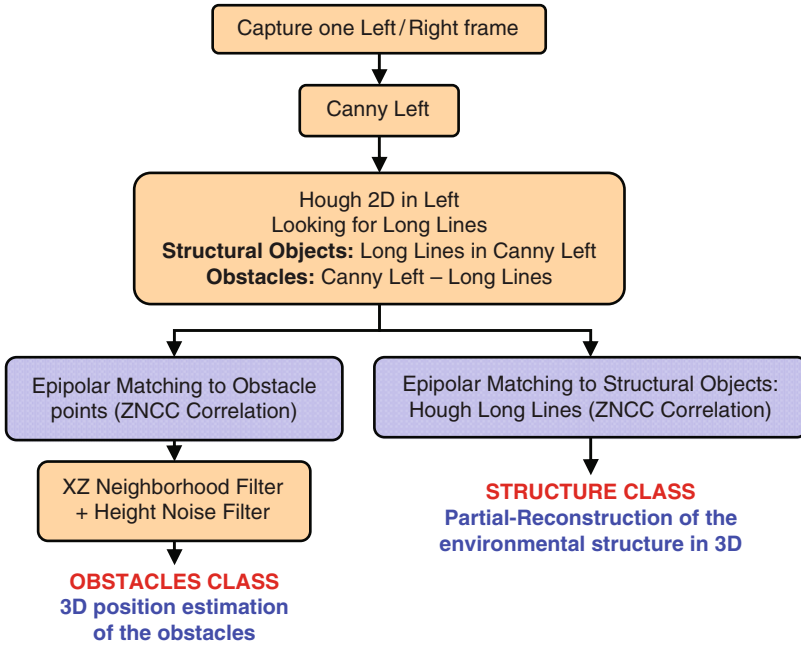 Capture one Left/Right frame
Canny Left
Hough 2D in Left
Looking for Long Lines
Structural Objects: Long Lines in Canny Left
Obstacles: Canny Left – Long Lines
Epipolar Matching to Obstacle
points (ZNCC Correlation)
Epipolar Matching to Structural Objects:
Hough Long Lines (ZNCC Correlation)
XZ Neighborhood Filter
+ Height Noise Filter
STRUCTURE CLASS
Partial-Reconstruction of the
environmental structure in 3D
OBSTACLES CLASS
3D position estimation
of the obstacles